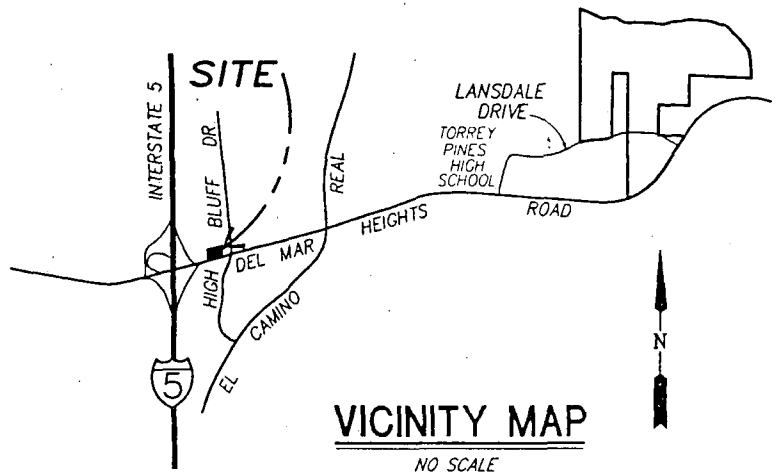 SITE
INTERSTATE 5
HIGH BLUFF DR.
EL CAMINO REAL
DEL MAR HEIGHTS ROAD
LANSDALE
DRIVE
TORREY
PINES
HIGH
SCHOOL
5
N
VICINITY MAP
NO SCALE